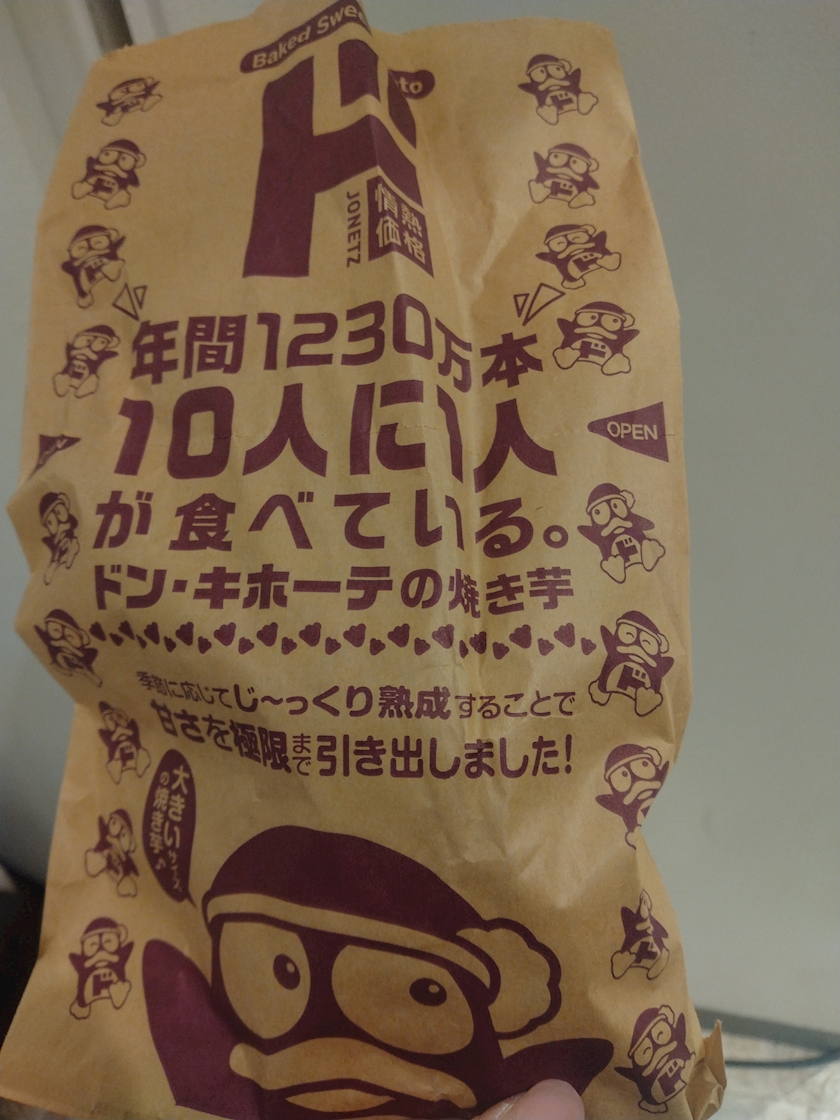 Baked Swee
to
ド
JONETZ
情熱
価格
年間1230万本
10人に1人
OPEN
が食べている。
ドン・キホーテの焼き芋
季節に応じてじ〜っくり熟成することで
甘さを極限まで引き出しました!
大きいサイズ
の焼き芋♪